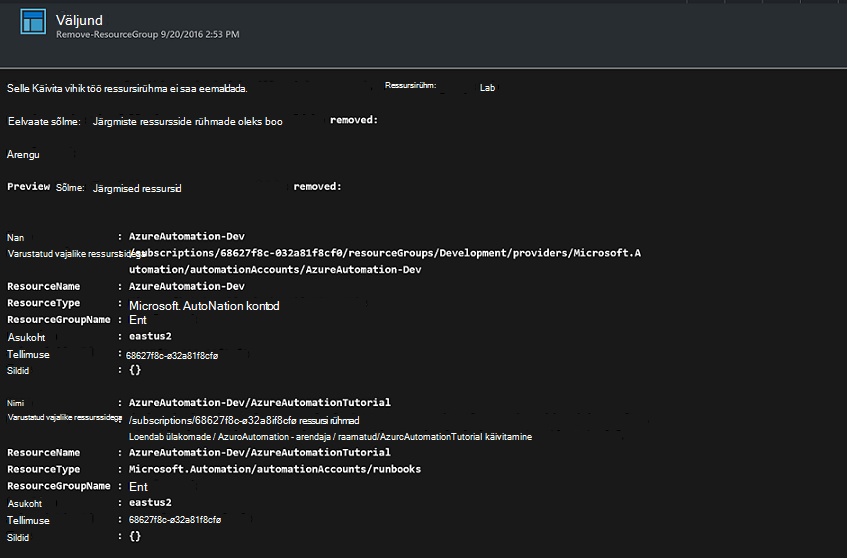 Väljund
Remove-ResourceGroup 9/20/2016 2:53 PM
Selle Käivita vihik töö ressursirühma ei saa eemaldada. Ressursirühm: Lab
Eelvaate sõlme: Järgmiste ressursside rühmade oleks boo removed:
Arengu
Preview Sõlme: Järgmised ressursid removed:
Nan : AzureAutomation-Dev
Varustatud vajalike ressurssidega /subscriptions/68627f8c-032a81f8cf0/resourceGroups/Development/providers/Microsoft.A
utomation/automationAccounts/AzureAutomation-Dev
ResourceName : AzureAutomation-Dev
ResourceType : Microsoft. AutoNation kontod
ResourceGroupName : Ent
Asukoht : eastus2
Tellimuse : 68627f8c-ø32a81f8cfø
Sildid : {}
Nimi : AzureAutomation-Dev/AzureAutomationTutorial
Varustatud vajalike ressurssidega : /subscriptions/68627f8c-ø32a8if8cfø ressursi rühmad
Loendab ülakomade / AzuroAutomation - arendaja / raamatud/AzurcAutomationTutorial käivitamine
ResourceName : AzureAutomation-Dev/AzureAutomationTutorial
ResourceType : Microsoft.Automation/automationAccounts/runbooks
ResourceGroupName : Ent
Asukoht : eastus2
Tellimuse : 68627f8c-ø32a81f8cfø
Sildid : {}